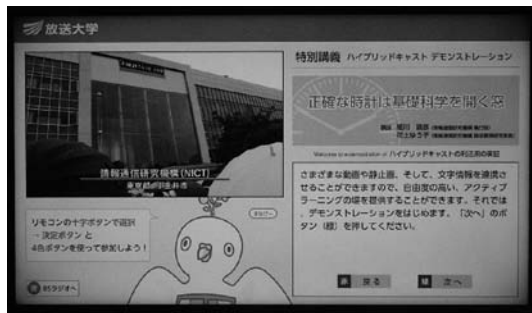 放送大学
特別講義 ハイブリッドキャスト デモンストレーション
正確な時計は基礎科学を開く窓
情報通信研究機構(NICT)
東京都小金井市
ハイブリッドキャストの利活用の実証
さまざまな動画や静止画、そして、文字情報を連携さ
せることができますので、自由度の高い、アクティブ
ラーニングの場を提供することができます。それでは
、デモンストレーションをはじめます。「次へ」のボ
タン（緑）を押してください。
リモコンの十字ボタンで選択
→ 決定ボタン と
4色ボタンを使って参加しよう！
戻る
緑 次へ